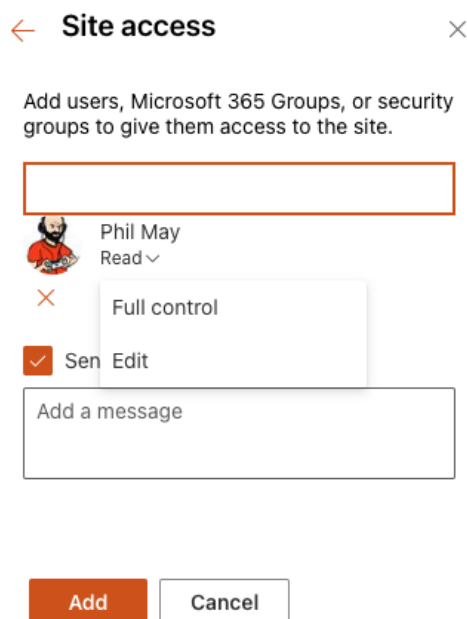 Site access
Add users, Microsoft 365 Groups, or security
groups to give them access to the site.
Phil May
Read
Full control
Sen
Edit
Add a message
Add
Cancel